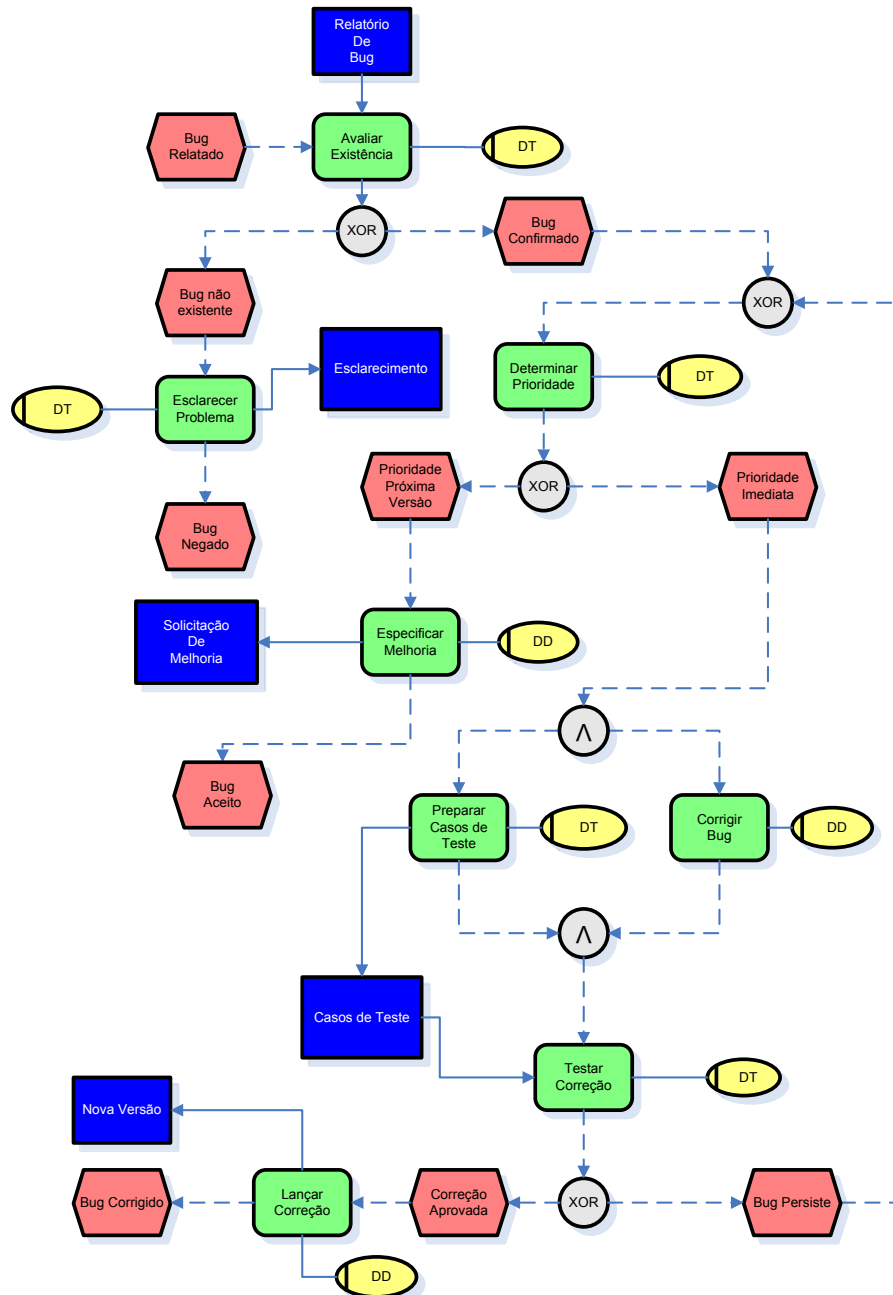 Relatório
De
Bug
Bug
Relatado
Avaliar
Existência
DT
XOR
Bug
Confirmado
Bug não
existente
XOR
Esclarecimento
Determinar
Prioridade
DT
DT
Esclarecer
Problema
Prioridade
Próxima
Versào
XOR
Prioridade
Imediata
Bug
Negado
Solicitação
De
Melhoria
Especificar
Melhoria
DD
Λ
Bug
Aceito
Preparar
Casos de
Teste
DT
Corrigir
Bug
DD
Λ
Casos de Teste
Testar
Correção
DT
Nova Versão
Bug Corrigido
Lançar
Correção
Correção
Aprovada
XOR
Bug Persiste
DD